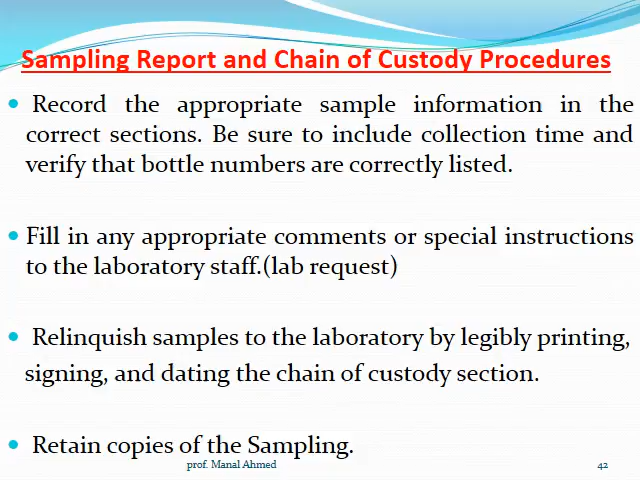 Sampling Report and Chain of Custody Procedures
• Record the appropriate sample information in the
correct sections. Be sure to include collection time and
verify that bottle numbers are correctly listed.
• Fill in any appropriate comments or special instructions
to the laboratory staff.(lab request)
• Relinquish samples to the laboratory by legibly printing,
signing, and dating the chain of custody section.
• Retain copies of the Sampling.
prof. Manal Ahmed
42